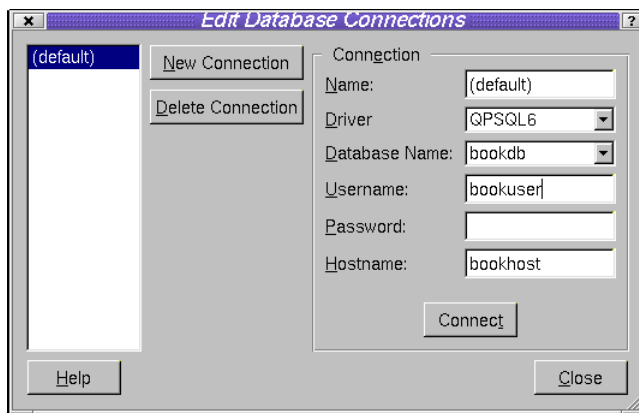 Edit Database Connections
?
(default)
New Connection
Delete Connection
Connection
Name: (default)
Driver QPSQL6
Database Name: bookdb
Username: bookuser
Password:
Hostname: bookhost
Connect
Help
Close